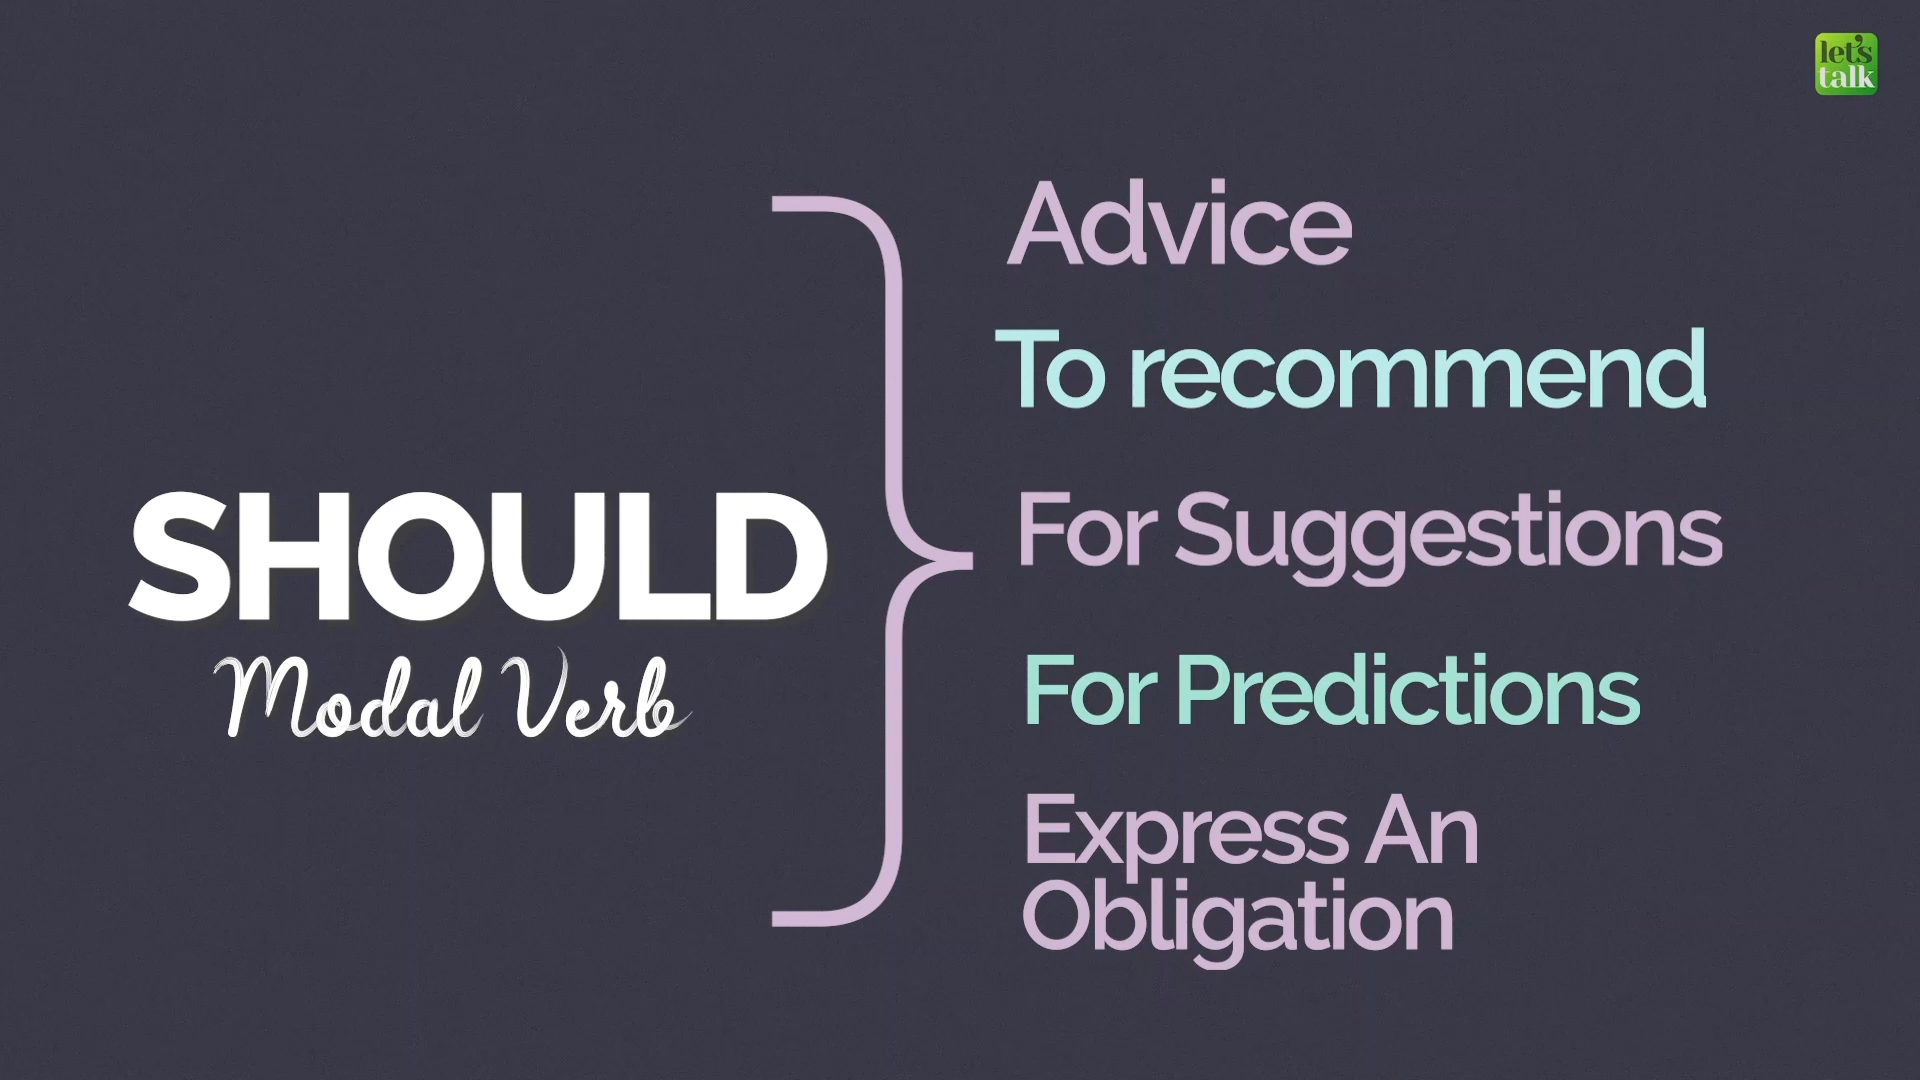 let's
talk
SHOULD
Modal Verb
Advice
To recommend
For Suggestions
For Predictions
Express An
Obligation